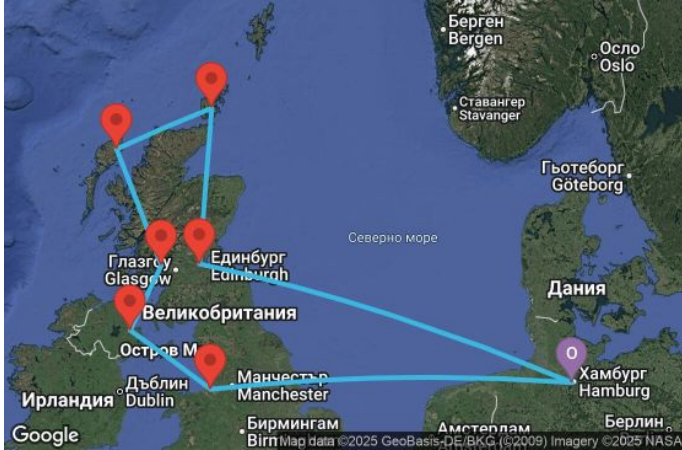 Берген
Bergen
Осло
Oslo
Ставангер
Stavanger
Гьотеборг
Göteborg
Северно море
Единбург
Edinburgh
Глазгоу
Glasgow
Дания
Великобритания
Остров М
O
Хамбург
Hamburg
Манчестър
Manchester
Дъблин
Dublin
Ирландия
Бирмингам
Амстердам
Берлин
Google
Map data ©2025 GeoBasis-DE/BKG (©2009) Imagery ©2025 NASA